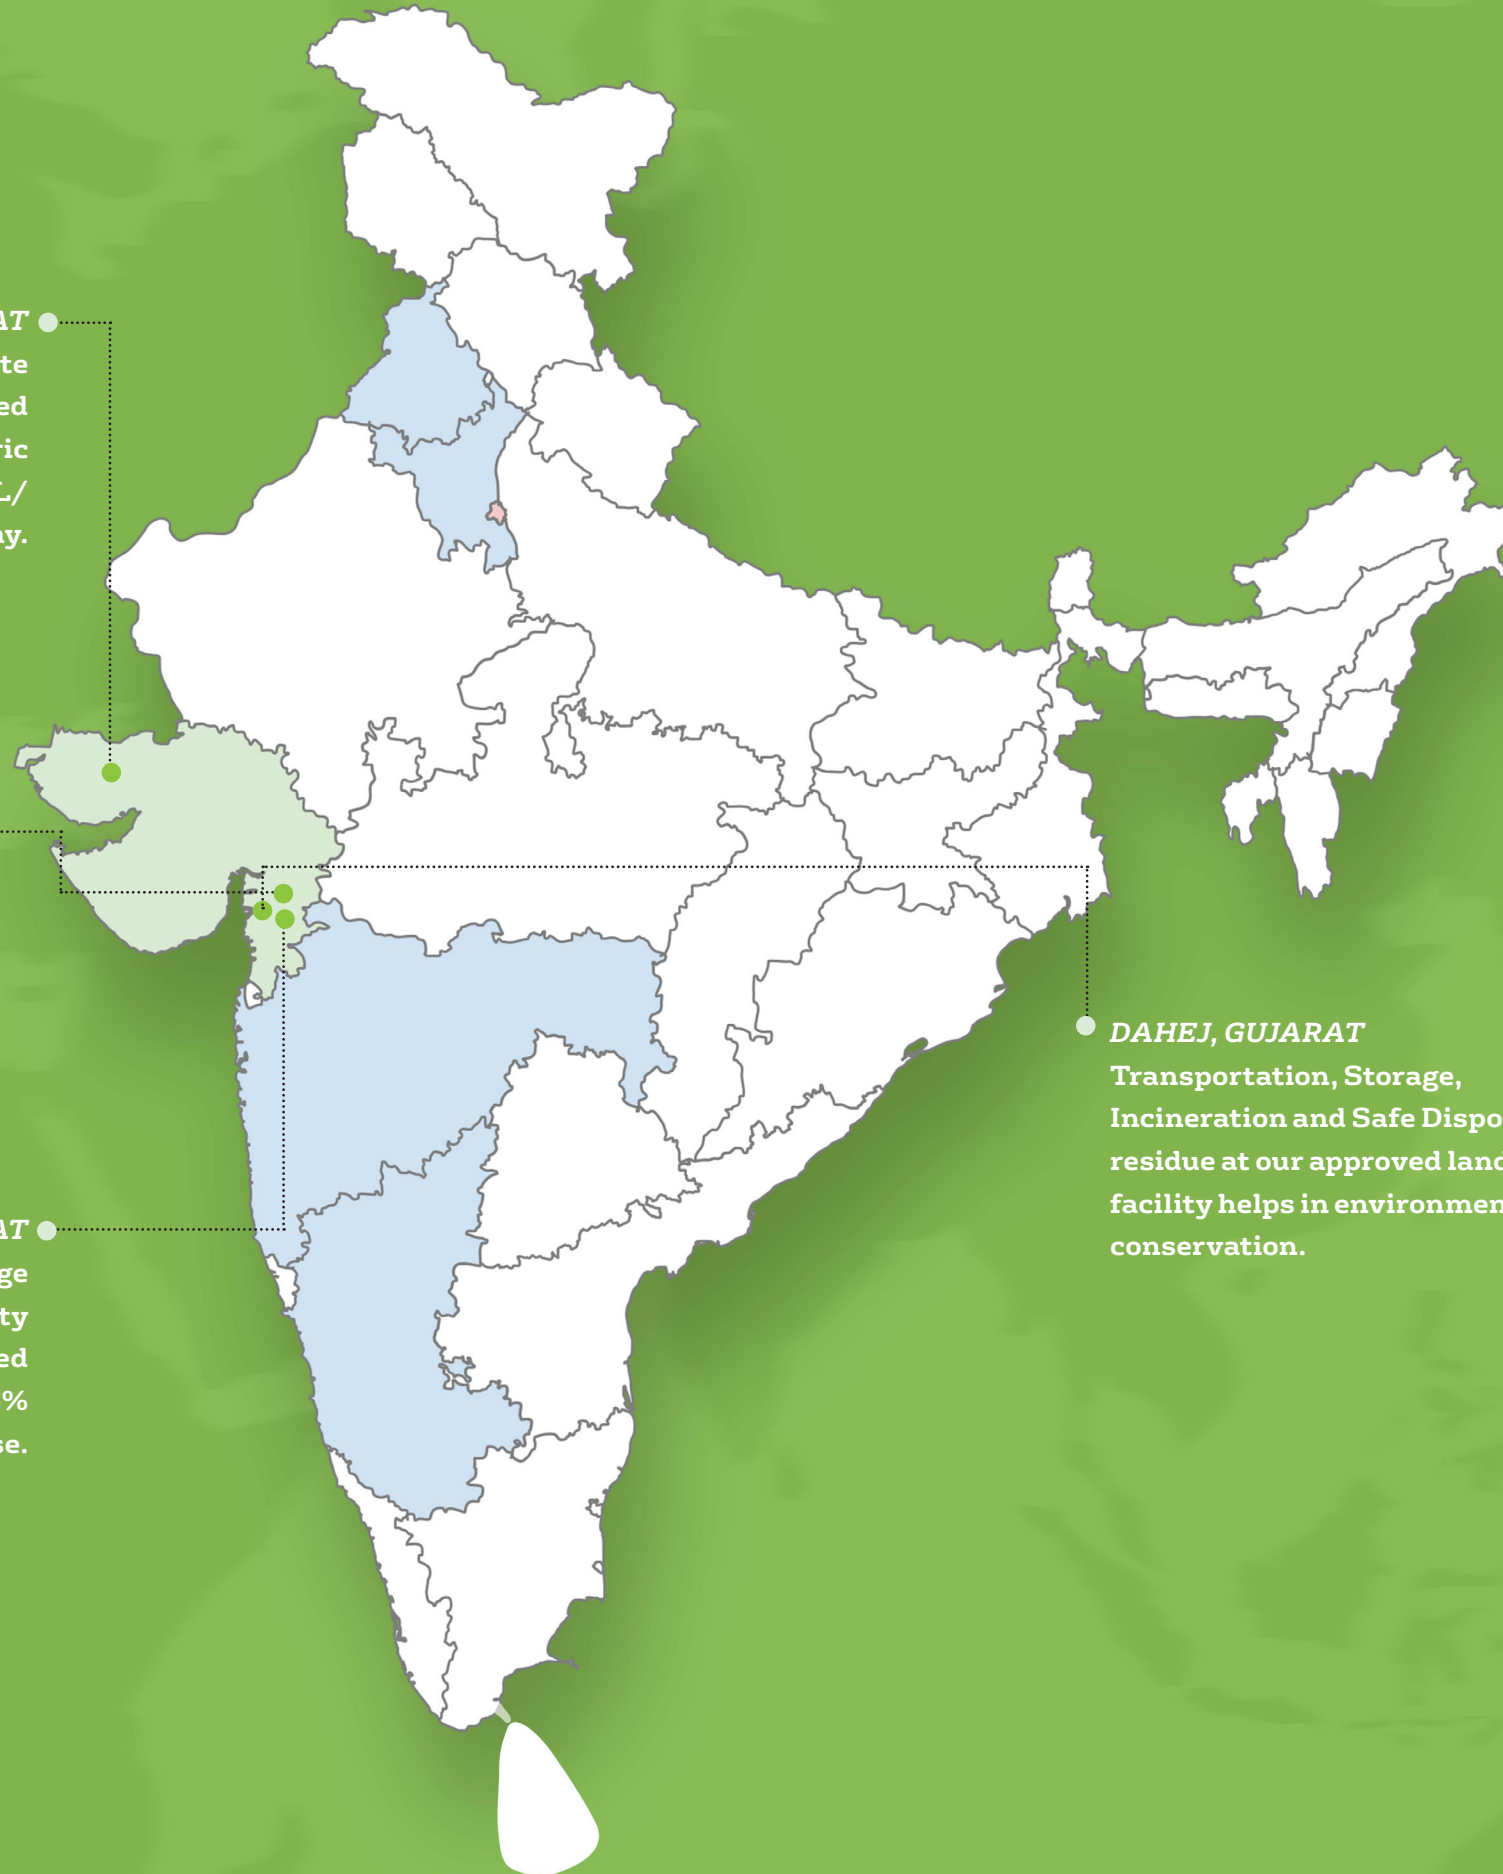 AT
te
ed
ric
L/
ay.
DAHEJ, GUJARAT
Transportation, Storage,
Incineration and Safe Dispo
residue at our approved land
facility helps in environmen
conservation.
AT
ge
ty
ed
%
se.